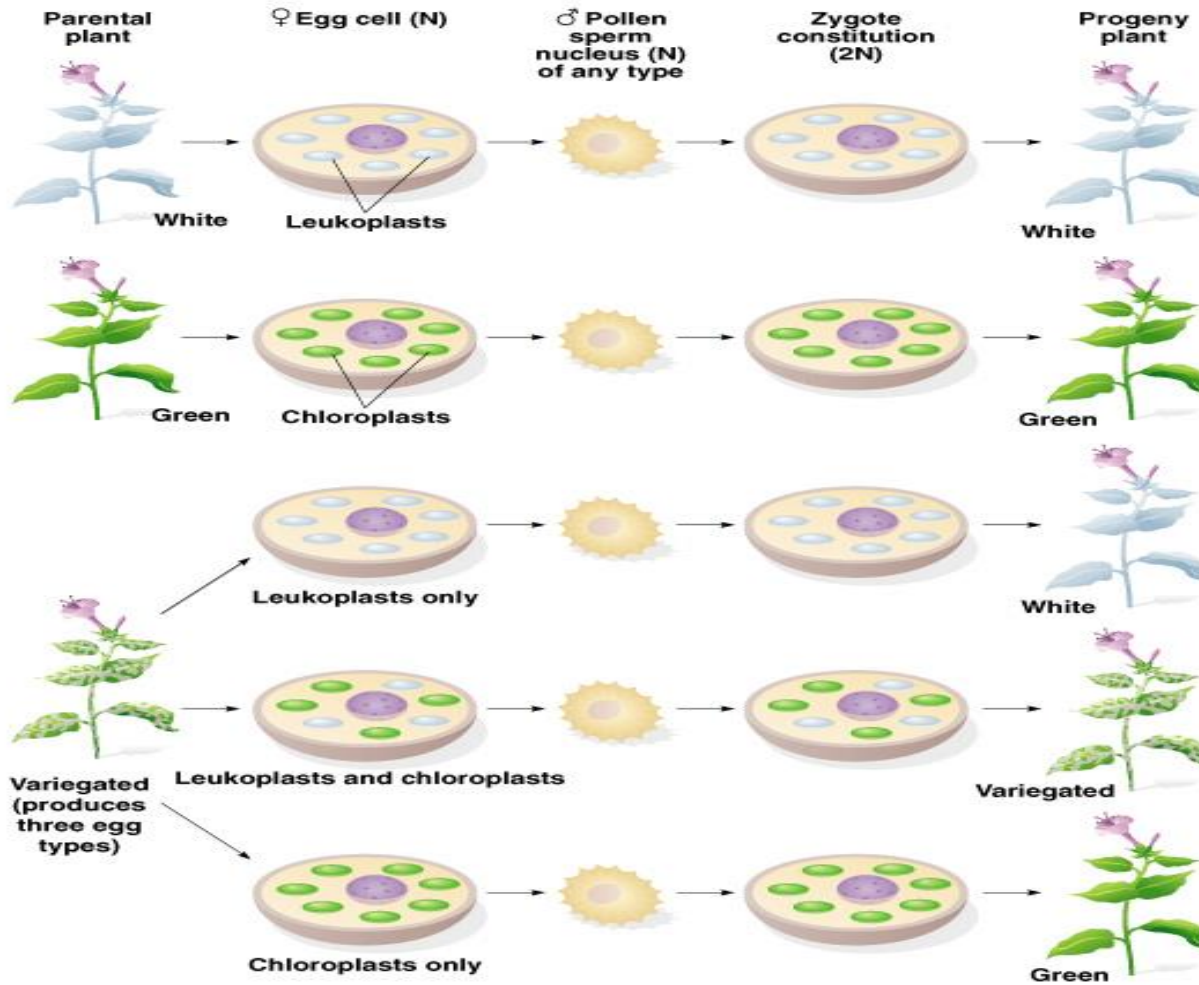 Parental
plant
♀ Egg cell (N)
♂ Pollen
sperm
nucleus (N)
of any type
Zygote
constitution
(2N)
Progeny
plant
White
Leukoplasts
White
Green
Chloroplasts
Green
Leukoplasts only
White
Variegated
(produces
three egg
types)
Leukoplasts and chloroplasts
Variegated
Chloroplasts only
Green